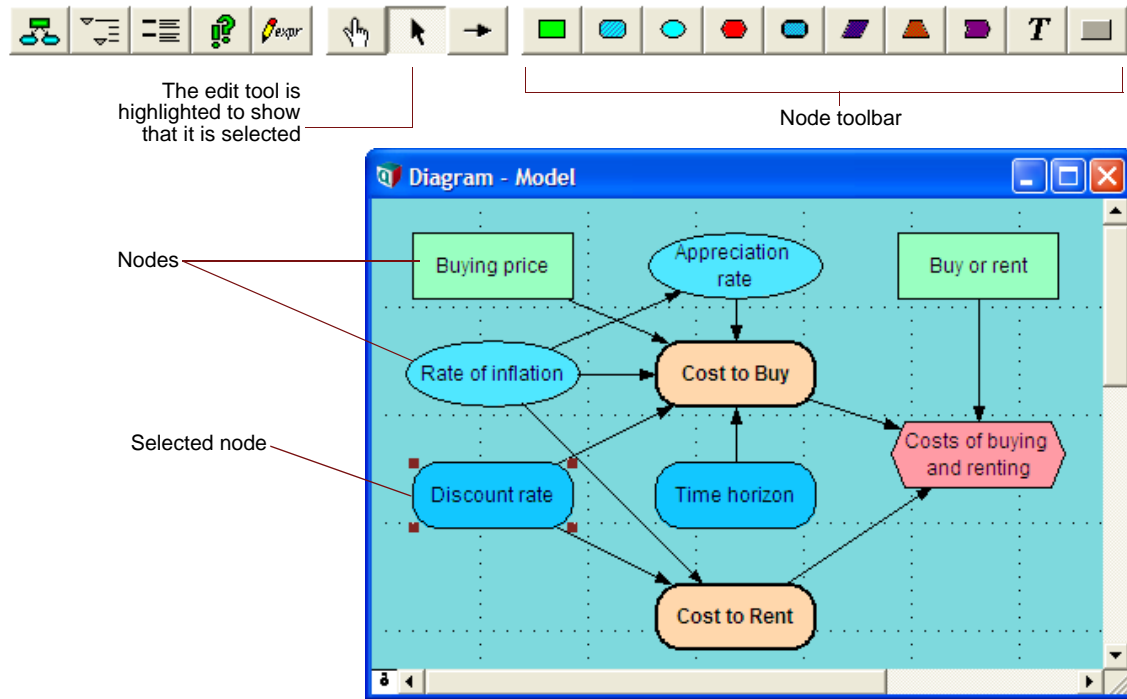 expr
T
The edit tool is
highlighted to show
that it is selected
Node toolbar
Diagram - Model
Nodes
Buying price
Appreciation
rate
Buy or rent
Rate of inflation
Cost to Buy
Costs of buying
and renting
Selected node
Discount rate
Time horizon
Cost to Rent